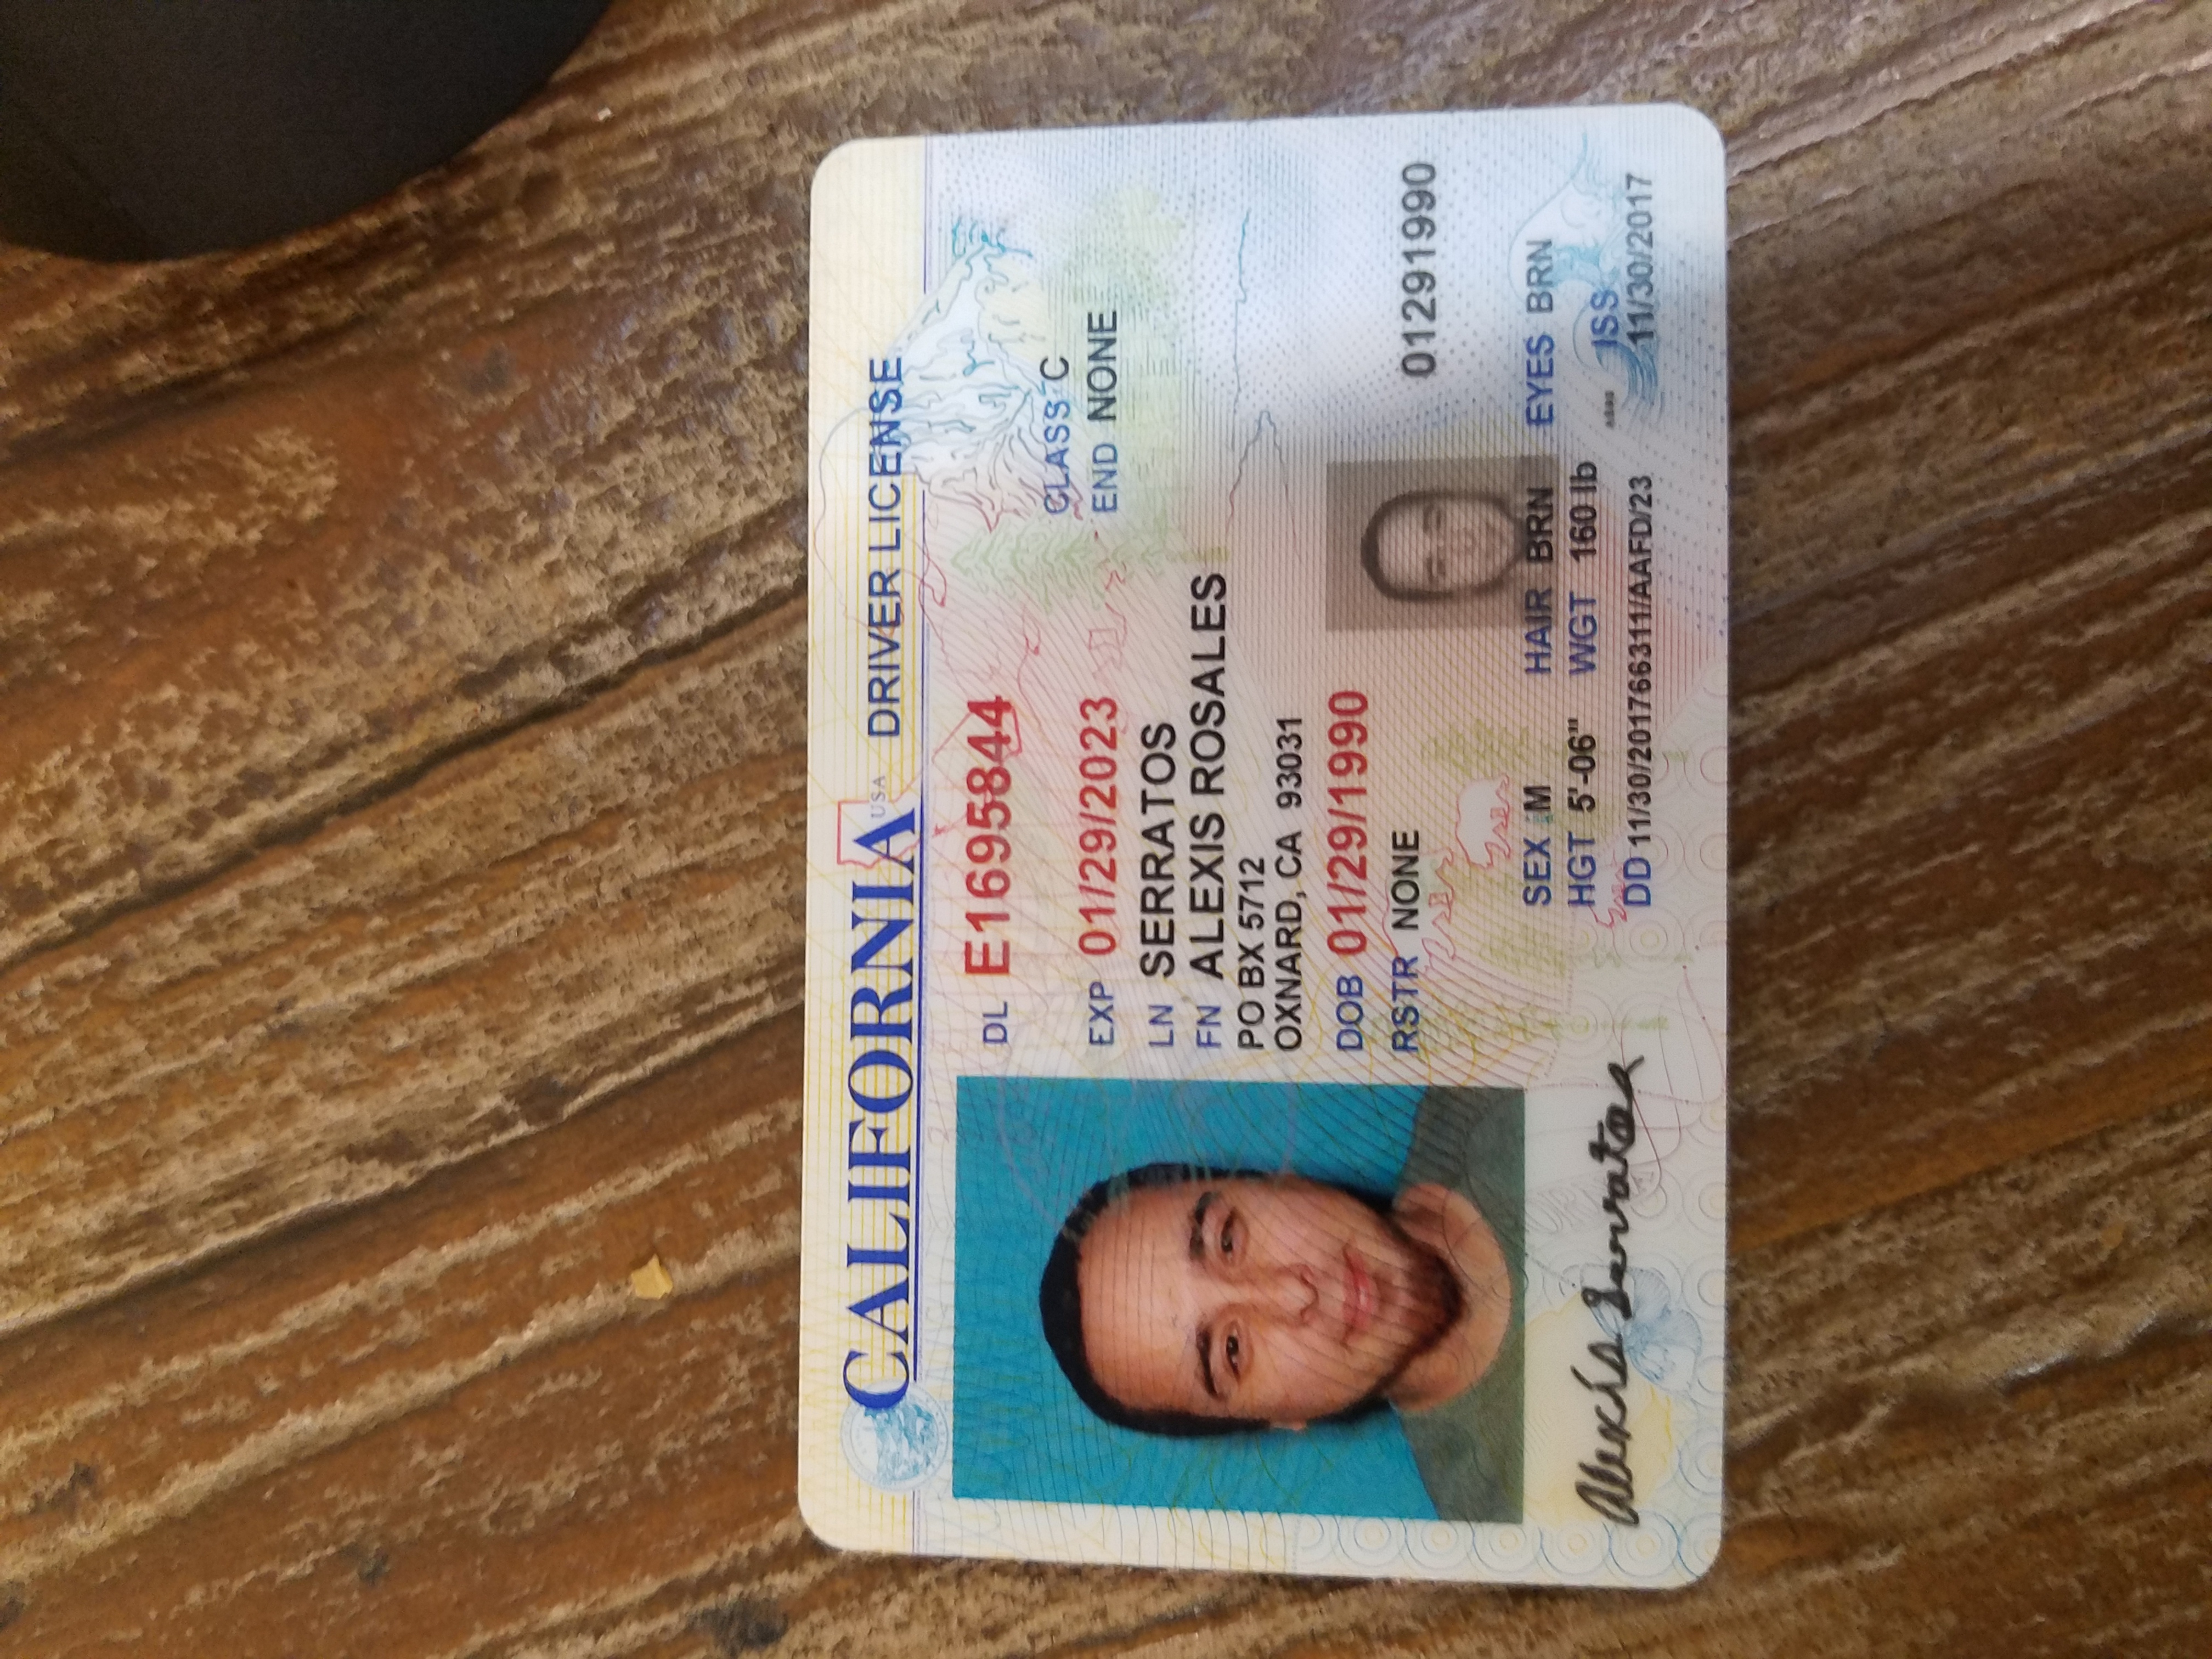 CALIFORNIA USA DRIVER LICENSE
DL E1695844
CLASS C
EXP 01/29/2023
END NONE
LN SERRATOS
FN ALEXIS ROSALES
PO BX 5712
OXNARD, CA 93031
DOB 01/29/1990
RSTR NONE
01291990
SEX M HAIR BRN EYES BRN
HGT 5'-06" WGT 160 lb
ISS
DD 11/30/201766311/AAFD/23
11/30/2017
Alexis Serratos